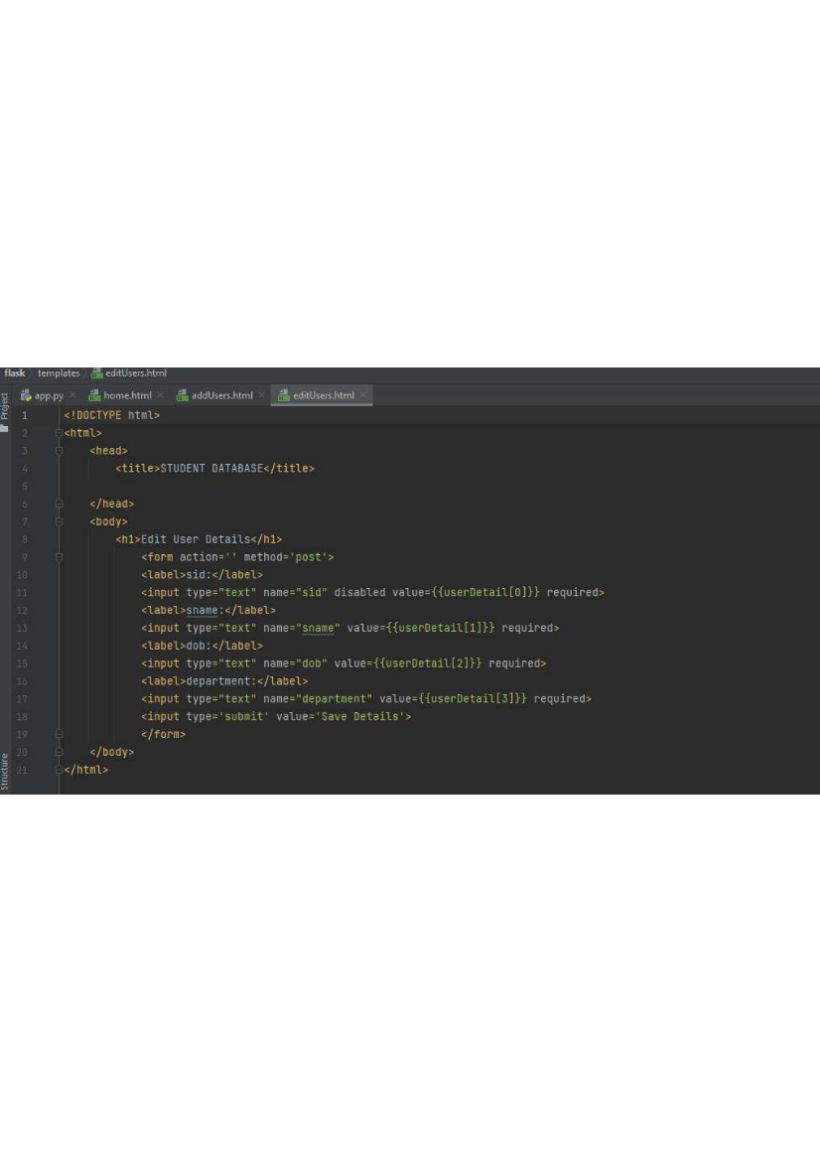 flask templates editUsers.html
app.py home.html addUsers.html editUsers.html
Project
1 <!DOCTYPE html>
2 <html>
3 <head>
4 <title>STUDENT DATABASE</title>
5
6 </head>
7 <body>
8 <h1>Edit User Details</h1>
9 <form action='' method='post'>
10 <label>sid:</label>
11 <input type="text" name="sid" disabled value={{userDetail[0]}} required>
12 <label>sname:</label>
13 <input type="text" name="sname" value={{userDetail[1]}} required>
14 <label>dob:</label>
15 <input type="text" name="dob" value={{userDetail[2]}} required>
16 <label>department:</label>
17 <input type="text" name="department" value={{userDetail[3]}} required>
18 <input type='submit' value='Save Details'>
19 </form>
20 </body>
21 </html>
Structure